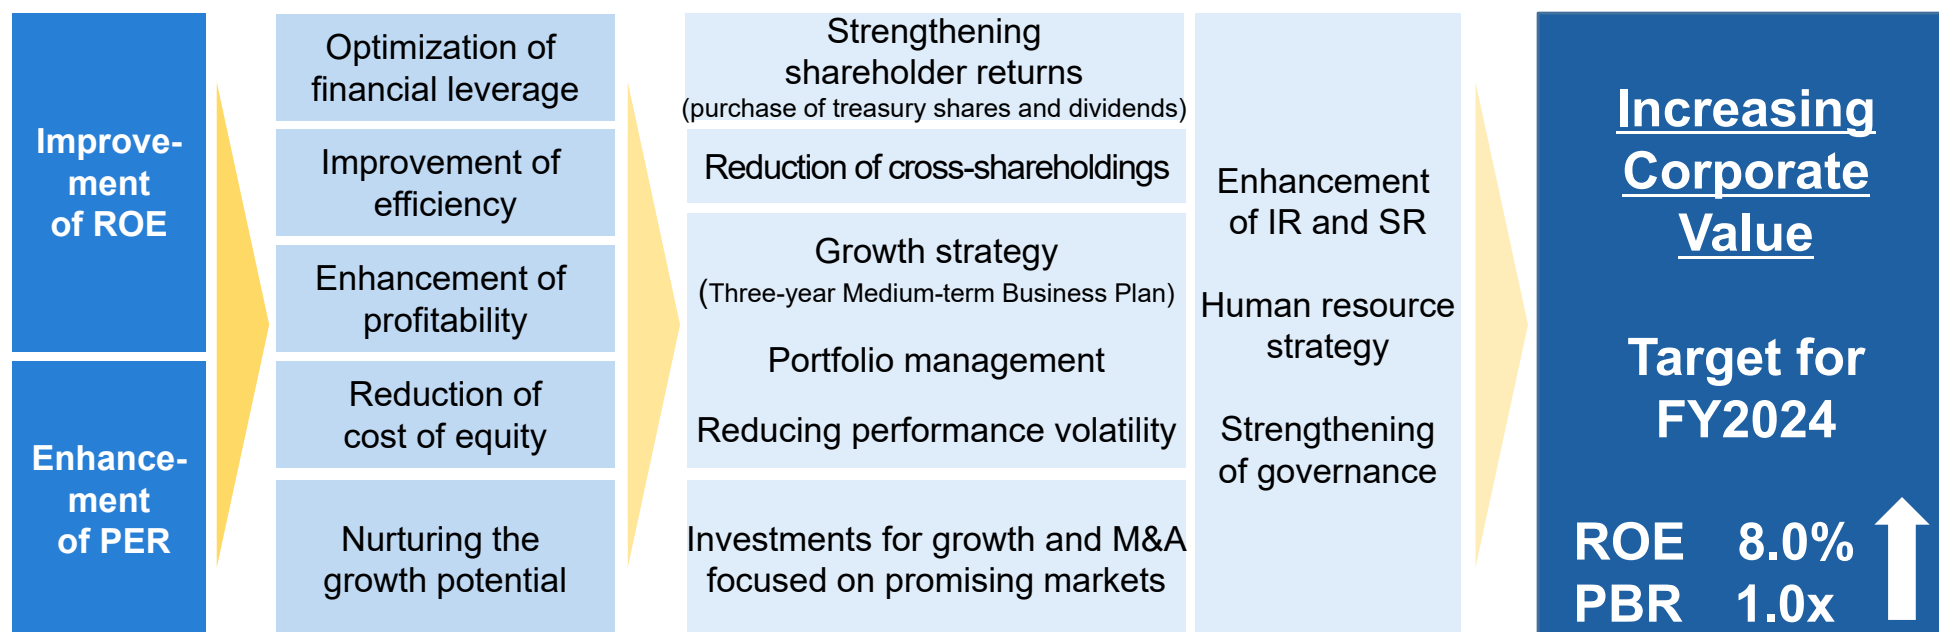 Improve-
ment
of ROE
Enhance-
ment
of PER
Optimization of
financial leverage
Improvement of
efficiency
Enhancement of
profitability
Reduction of
cost of equity
Nurturing the
growth potential
Strengthening
shareholder returns
(purchase of treasury shares and dividends)
Reduction of cross-shareholdings
Growth strategy
(Three-year Medium-term Business Plan)
Portfolio management
Reducing performance volatility
Investments for growth and M&A
focused on promising markets
Enhancement
of IR and SR
Human resource
strategy
Strengthening
of governance
Increasing
Corporate
Value
Target for
FY2024
ROE 8.0%
PBR 1.0x